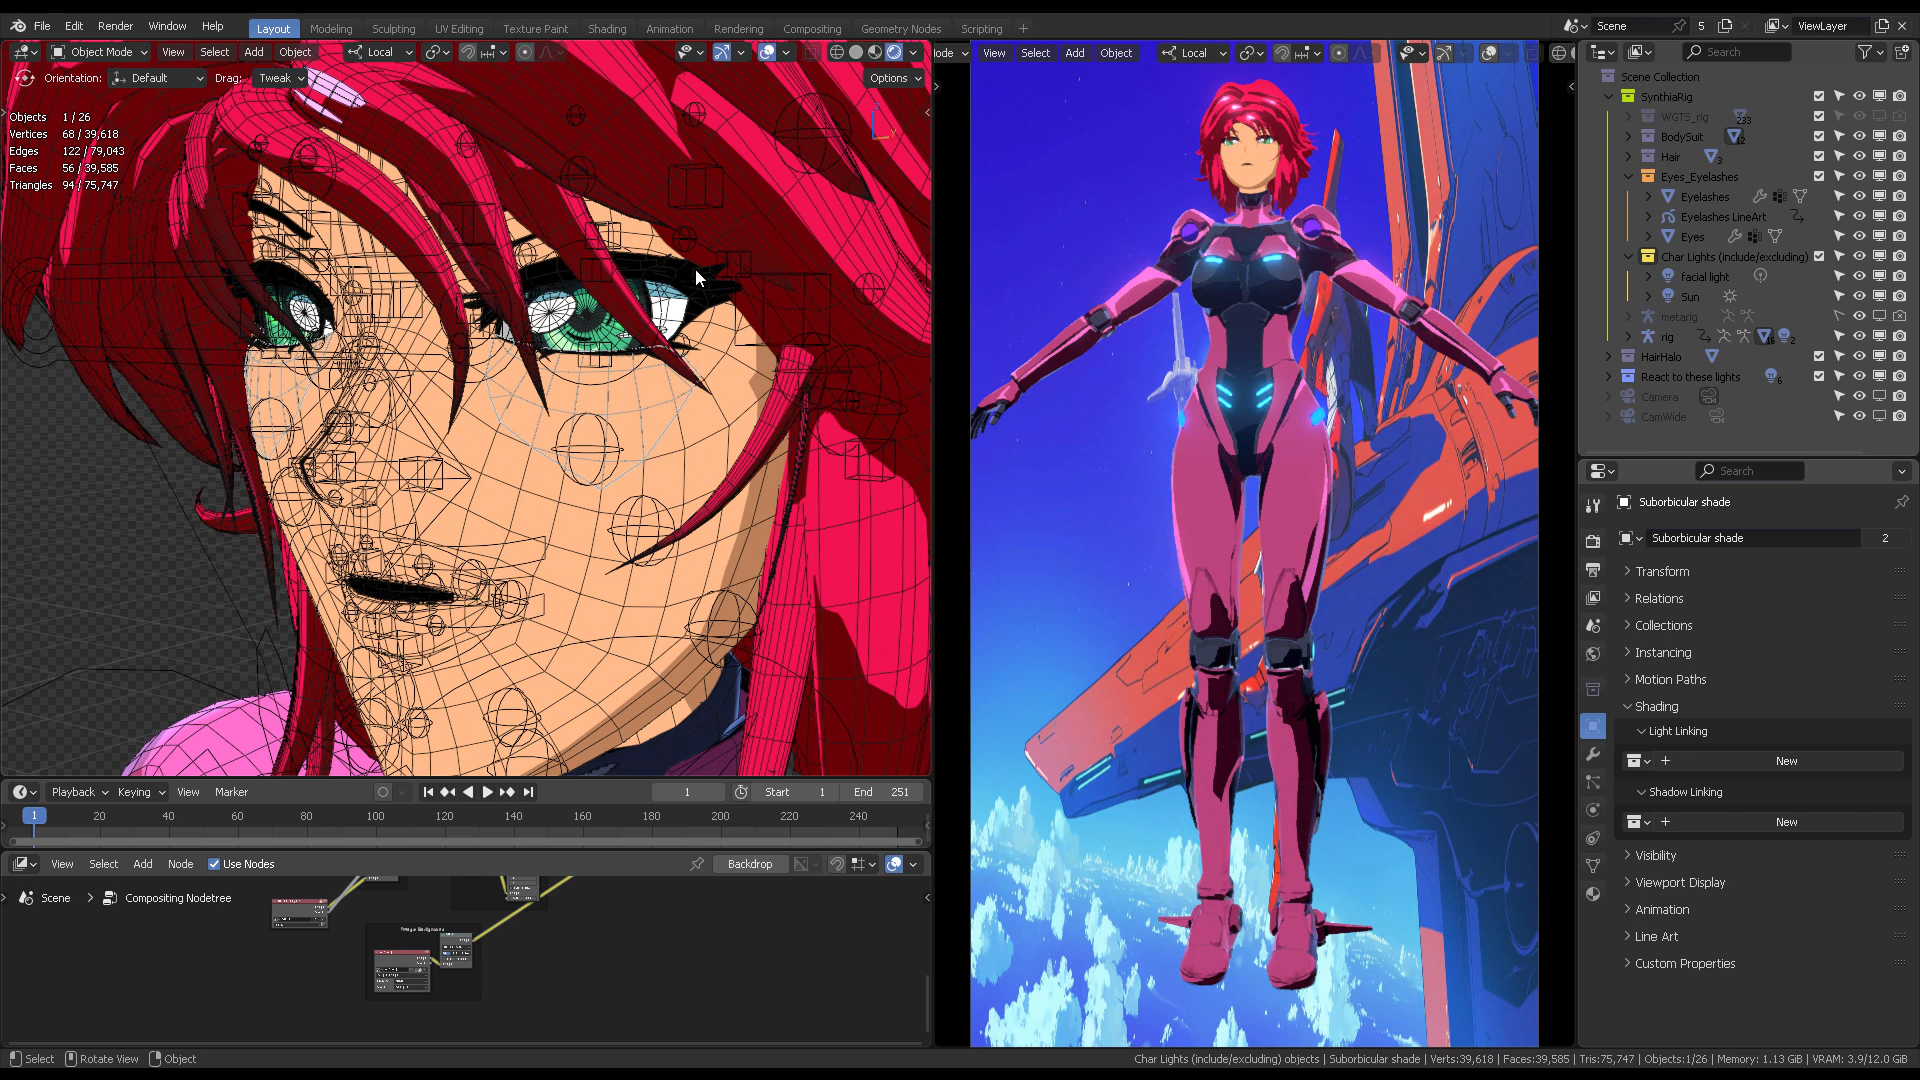 File Edit Render Window Help Layout Modeling Sculpting UV Editing Texture Paint Shading Animation Rendering Compositing Geometry Nodes Scripting + Scene 5 ViewLayer
Object Mode View Select Add Object Local
Orientation: Default Drag: Tweak Options
Objects 1 / 26
Vertices 68 / 39,618
Edges 122 / 79,043
Faces 56 / 39,585
Triangles 94 / 75,747
lode View Select Add Object Local
Search
Scene Collection
SynthiaRig
WGTS_rig 233
BodySuit 12
Hair 3
Eyes_Eyelashes
Eyelashes
Eyelashes LineArt
Eyes
Char Lights (include/excluding)
facial light
Sun
metarig
rig 16 2
HairHalo
React to these lights 6
Camera
CamWide
Search
Suborbicular shade
Suborbicular shade 2
Transform
Relations
Collections
Instancing
Motion Paths
Shading
Light Linking
+ New
Shadow Linking
+ New
Visibility
Viewport Display
Animation
Line Art
Custom Properties
Playback Keying View Marker 1 Start 1 End 251
1 20 40 60 80 100 120 140 160 180 200 220 240
View Select Add Node Use Nodes Backdrop
Scene > Compositing Nodetree
Select Rotate View Object
Char Lights (include/excluding) objects | Suborbicular shade | Verts:39,618 | Faces:39,585 | Tris:75,747 | Objects:1/26 | Memory: 1.13 GiB | VRAM: 3.9/12.0 GiB